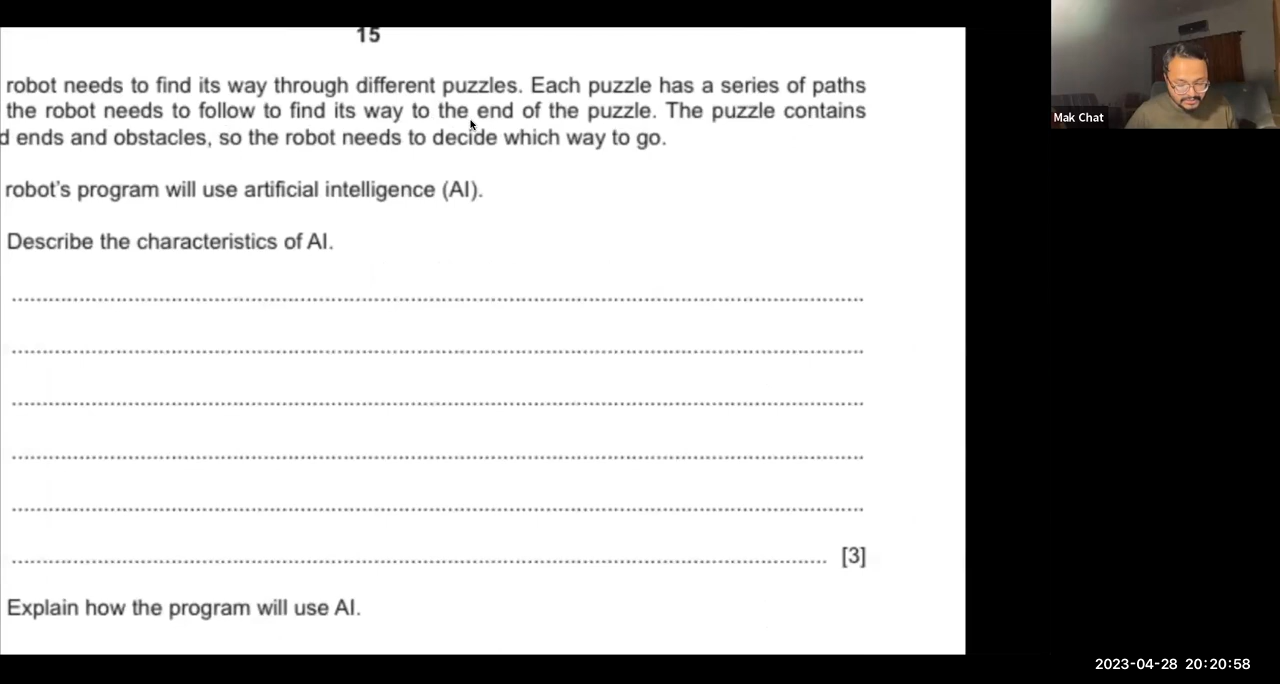 15
robot needs to find its way through different puzzles. Each puzzle has a series of paths
the robot needs to follow to find its way to the end of the puzzle. The puzzle contains
d ends and obstacles, so the robot needs to decide which way to go.
robot's program will use artificial intelligence (AI).
Describe the characteristics of AI.
[3]
Explain how the program will use AI.
Mak Chat
2023-04-28 20:20:58